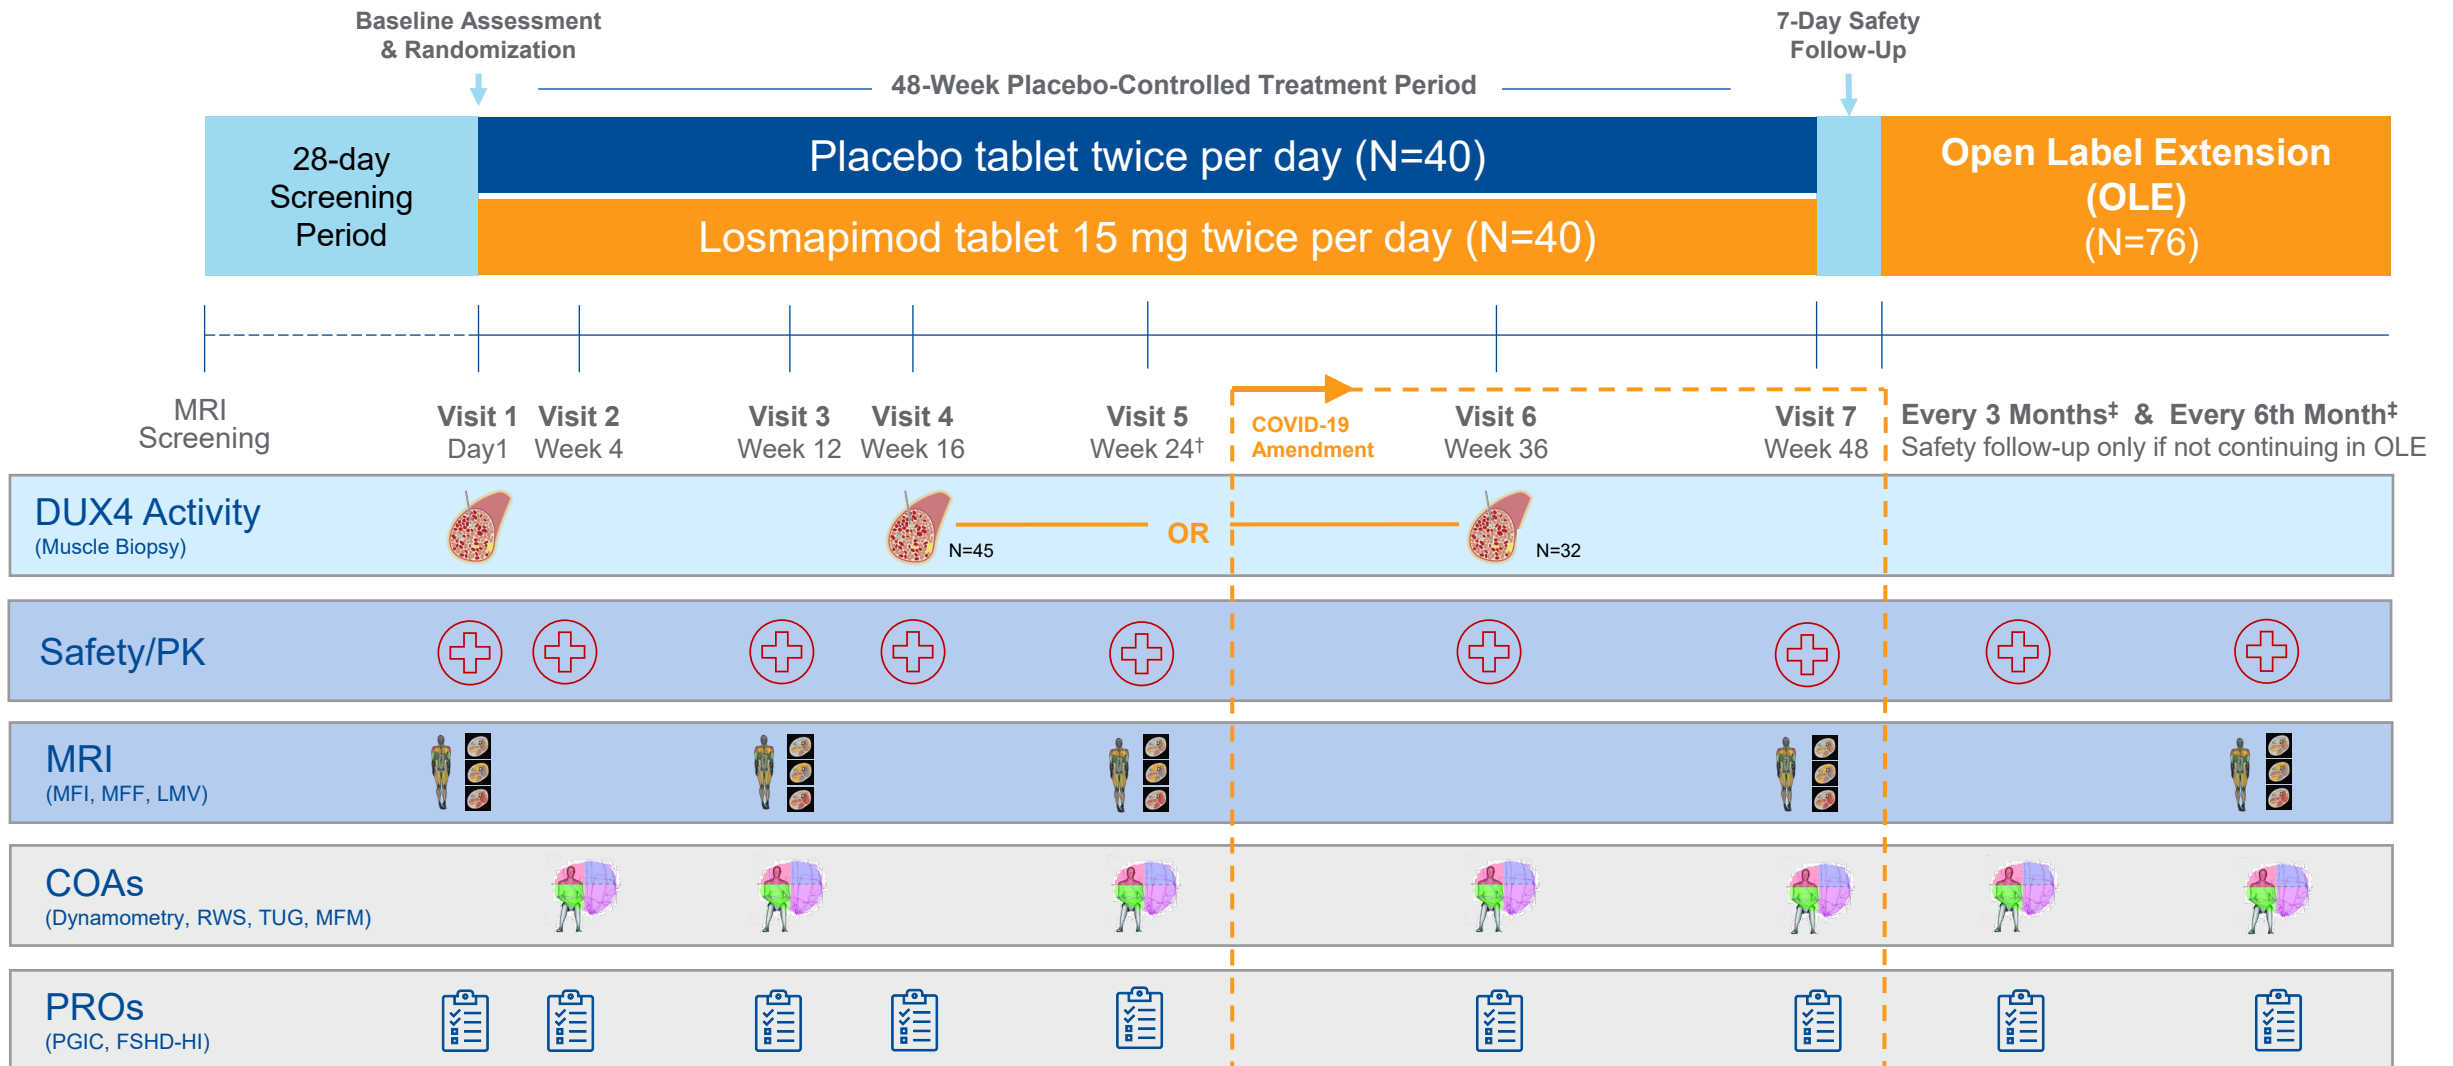 Baseline Assessment
& Randomization
7-Day Safety
Follow-Up
48-Week Placebo-Controlled Treatment Period
28-day
Screening
Period
Placebo tablet twice per day (N=40)
Losmapimod tablet 15 mg twice per day (N=40)
Open Label Extension
(OLE)
(N=76)
MRI
Screening
Visit 1
Day1
Visit 2
Week 4
Visit 3
Week 12
Visit 4
Week 16
Visit 5
Week 24†
COVID-19
Amendment
Visit 6
Week 36
Visit 7
Week 48
Every 3 Months‡ & Every 6th Month‡
Safety follow-up only if not continuing in OLE
DUX4 Activity
(Muscle Biopsy)
N=45
OR
N=32
Safety/PK
MRI
(MFI, MFF, LMV)
COAs
(Dynamometry, RWS, TUG, MFM)
PROs
(PGIC, FSHD-HI)